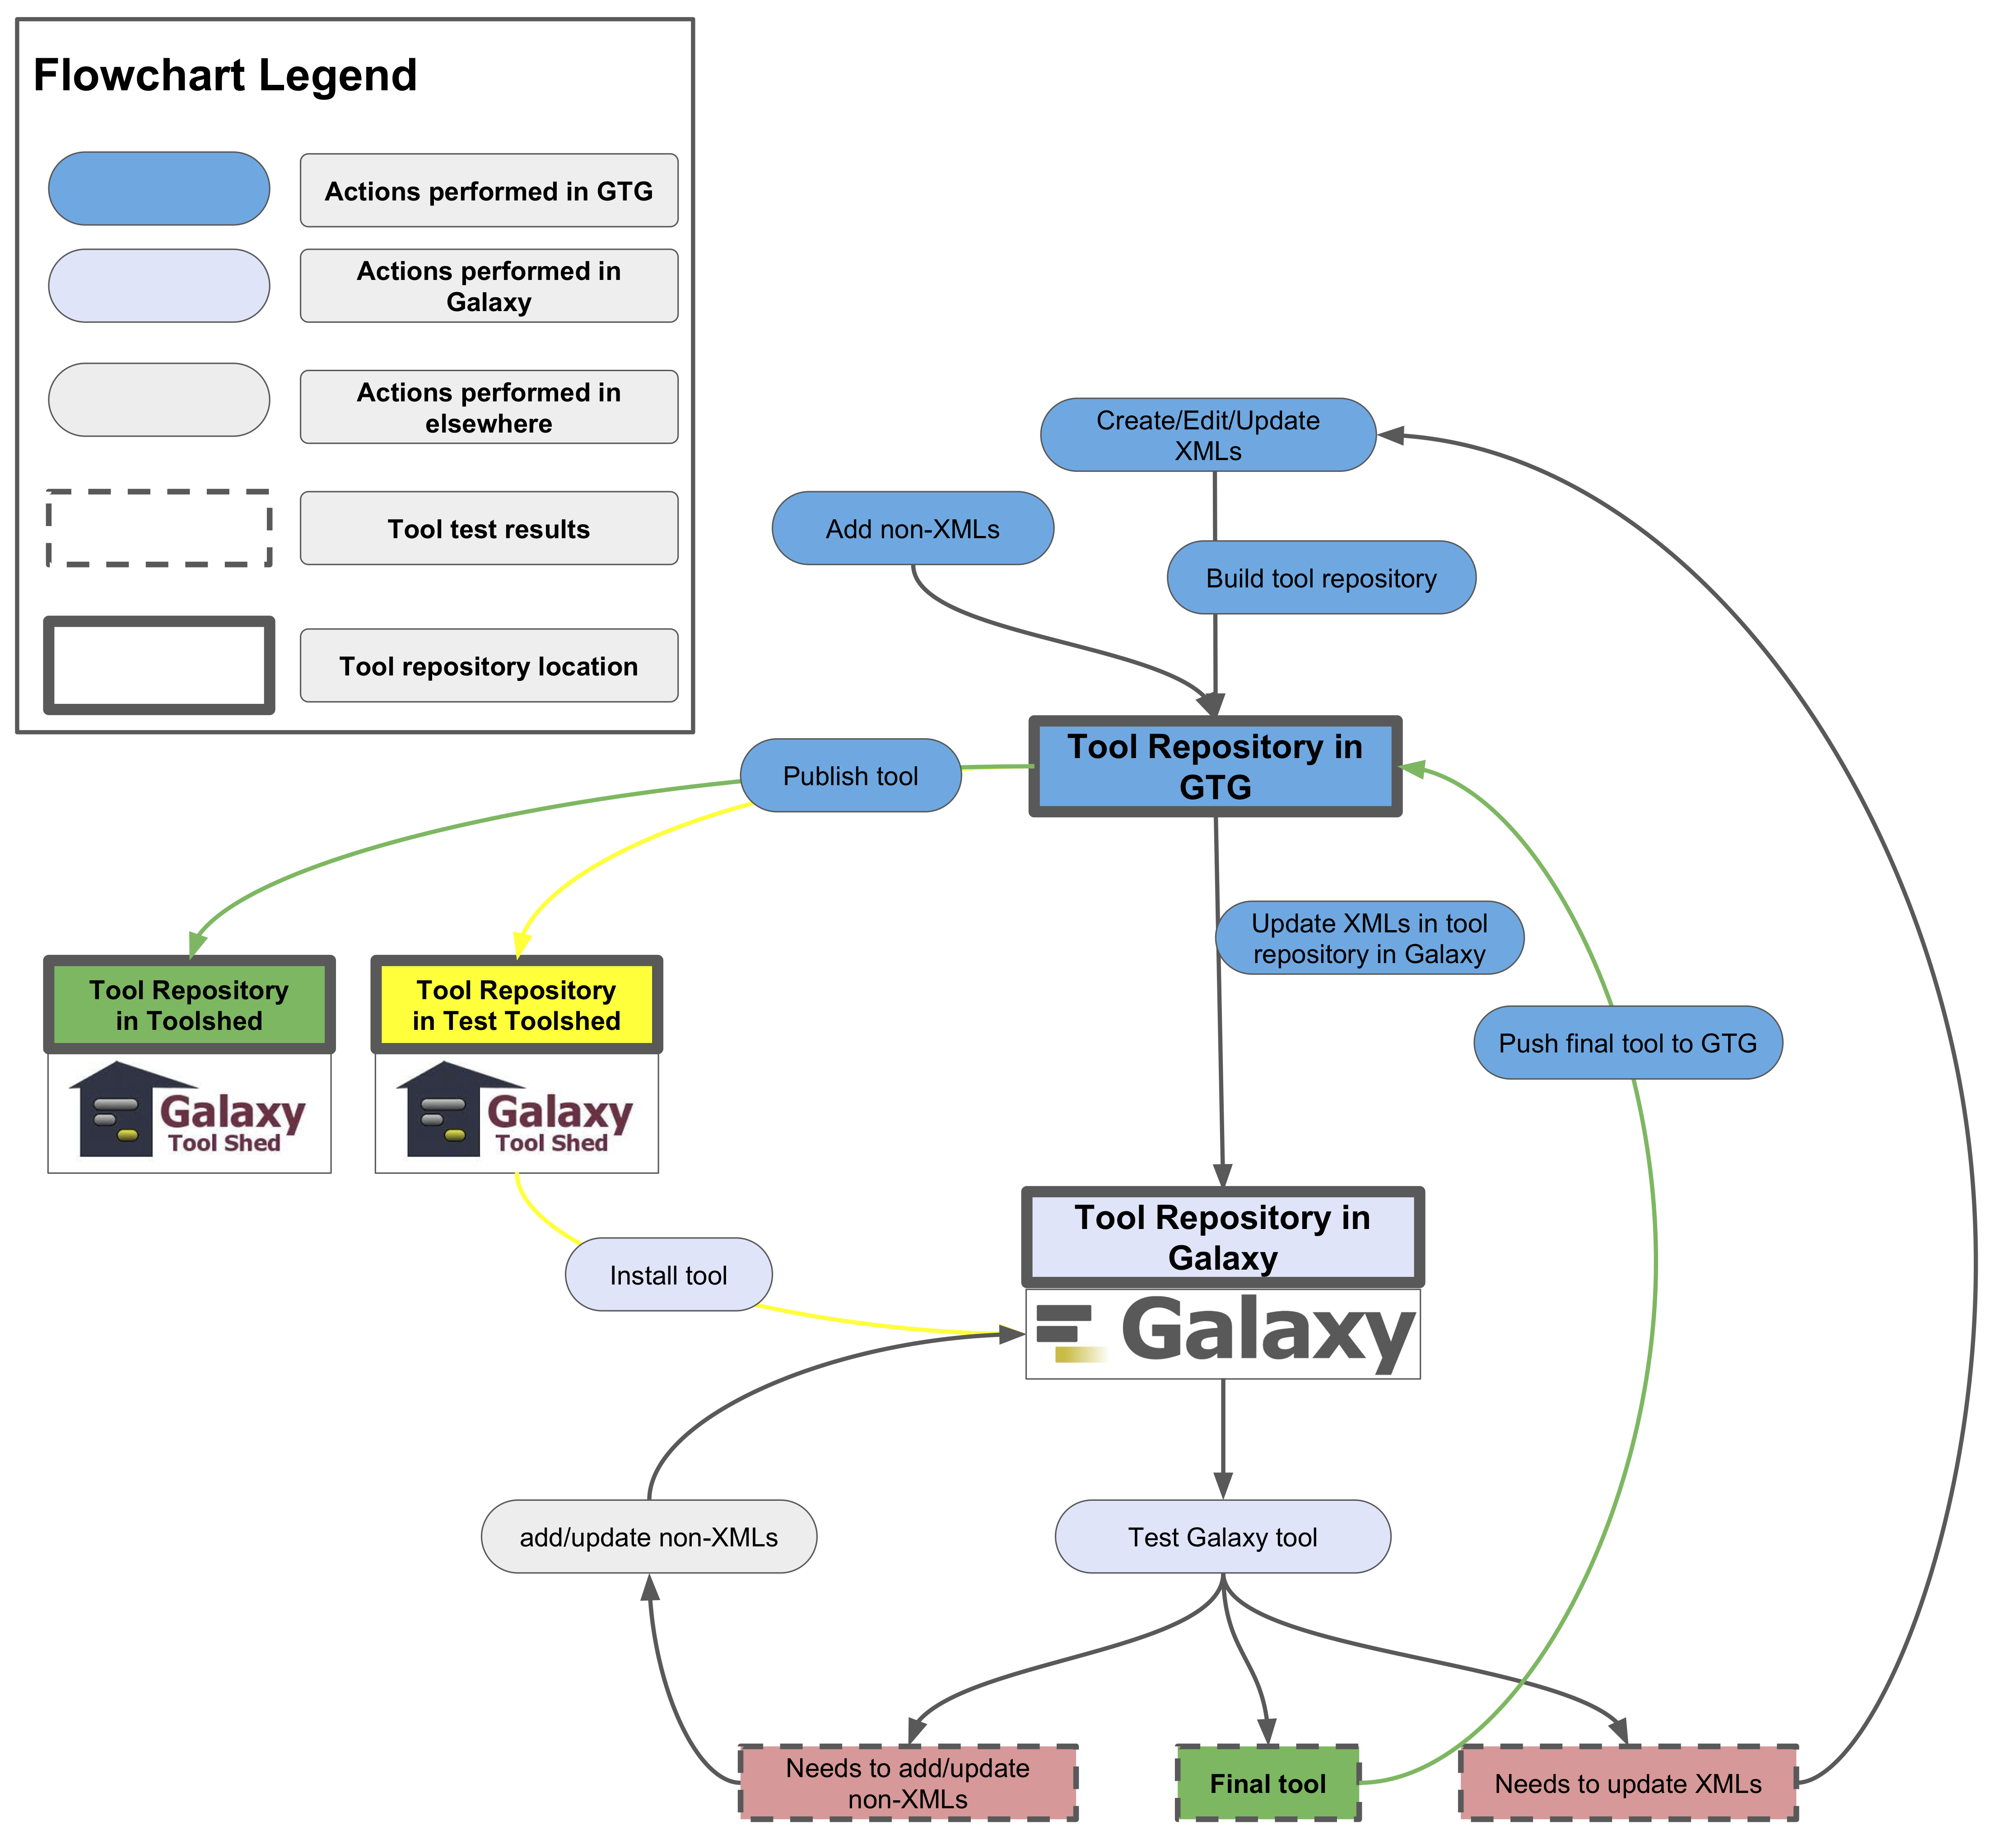 Flowchart Legend
Actions performed in GTG
Actions performed in
Galaxy
Actions performed in
elsewhere
Tool test results
Tool repository location
Create/Edit/Update
XMLs
Add non-XMLs
Build tool repository
Tool Repository in
GTG
Publish tool
Update XMLs in tool
repository in Galaxy
Tool Repository
in Toolshed
Galaxy
Tool Shed
Tool Repository
in Test Toolshed
Galaxy
Tool Shed
Push final tool to GTG
Tool Repository in
Galaxy
Galaxy
Install tool
add/update non-XMLs
Test Galaxy tool
Needs to add/update
non-XMLs
Final tool
Needs to update XMLs